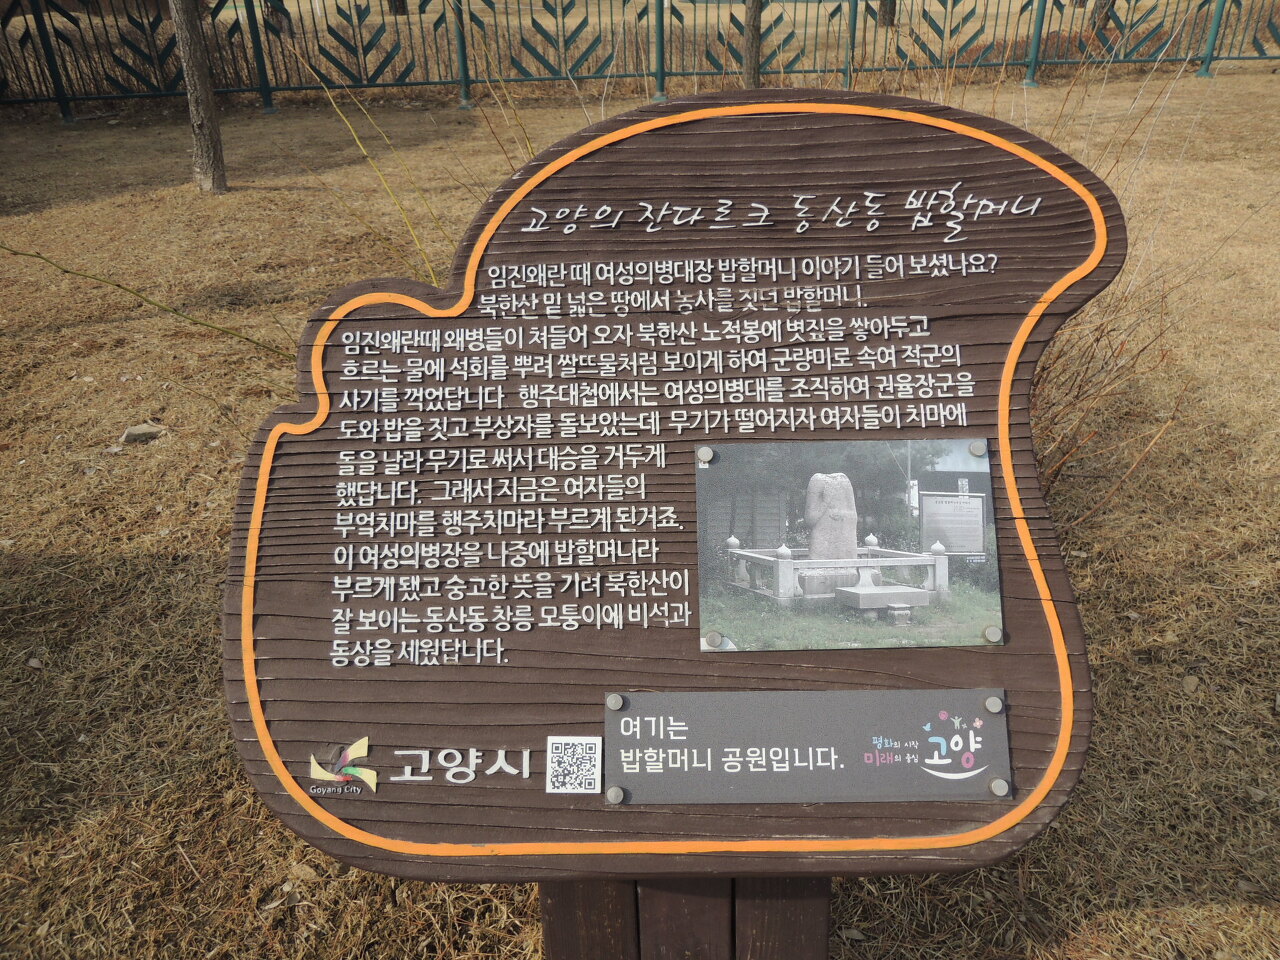 고양의 잔다르크 동산동 밥할머니
임진왜란 때 여성의병대장 밥할머니 이야기 들어 보셨나요?
북한산 밑 넓은 땅에서 농사를 짓던 밥할머니.
임진왜란때 왜병들이 쳐들어 오자 북한산 노적봉에 볏짚을 쌓아두고
흐르는 물에 석회를 뿌려 쌀뜨물처럼 보이게 하여 군량미로 속여 적군의
사기를 꺽었답니다. 행주대첩에서는 여성의병대를 조직하여 권율장군을
도와 밥을 짓고 부상자를 돌보았는데 무기가 떨어지자 여자들이 치마에
돌을 날라 무기로 써서 대승을 거두게
했답니다. 그래서 지금은 여자들의
부엌치마를 행주치마라 부르게 된거죠.
이 여성의병장을 나중에 밥할머니라
부르게 됐고 숭고한 뜻을 기려 북한산이
잘 보이는 동산동 창릉 모퉁이에 비석과
동상을 세웠답니다.
Goyang City
고양시
여기는
밥할머니 공원입니다.
평화의 시작
미래의 중심
고양